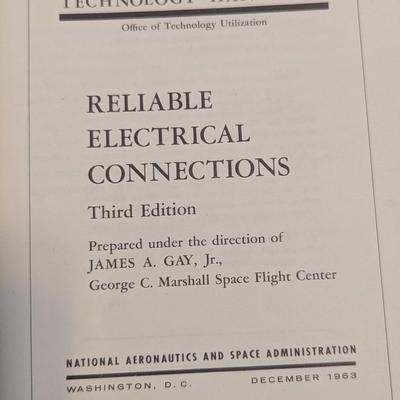 TECHNOLOGY
Office of Technology Utilization
RELIABLE
ELECTRICAL
CONNECTIONS
Third Edition
Prepared under the direction of
JAMES A. GAY, Jr.,
George C. Marshall Space Flight Center
NATIONAL AERONAUTICS AND SPACE ADMINISTRATION
WASHINGTON, D. C. DECEMBER 1963